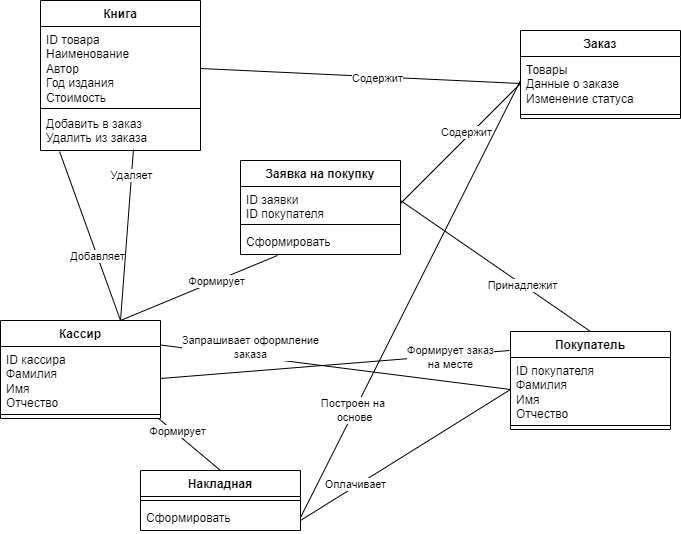 Книга
ID товара
Наименование
Автор
Год издания
Стоимость
Добавить в заказ
Удалить из заказа
Заказ
Товары
Данные о заказе
Изменение статуса
Содержит
Содержит
Удаляет
Заявка на покупку
ID заявки
ID покупателя
Сформировать
Добавляет
Формирует
Принадлежит
Кассир
ID кассира
Фамилия
Имя
Отчество
Запрашивает оформление
заказа
Формирует заказ
на месте
Покупатель
ID покупателя
Фамилия
Имя
Отчество
Построен на
основе
Формирует
Накладная
Сформировать
Оплачивает